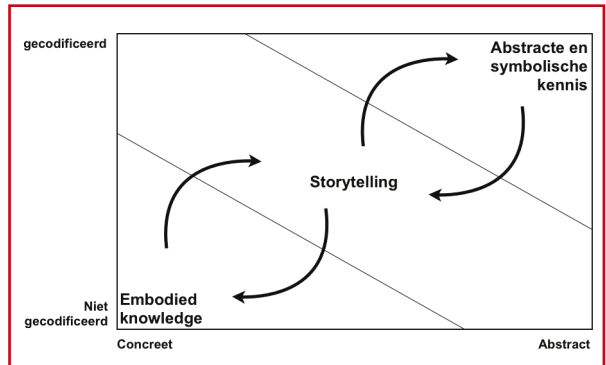 gecodificeerd
Abstracte en
symbolische
kennis
Storytelling
Niet
gecodificeerd
Embodied
knowledge
Concreet
Abstract